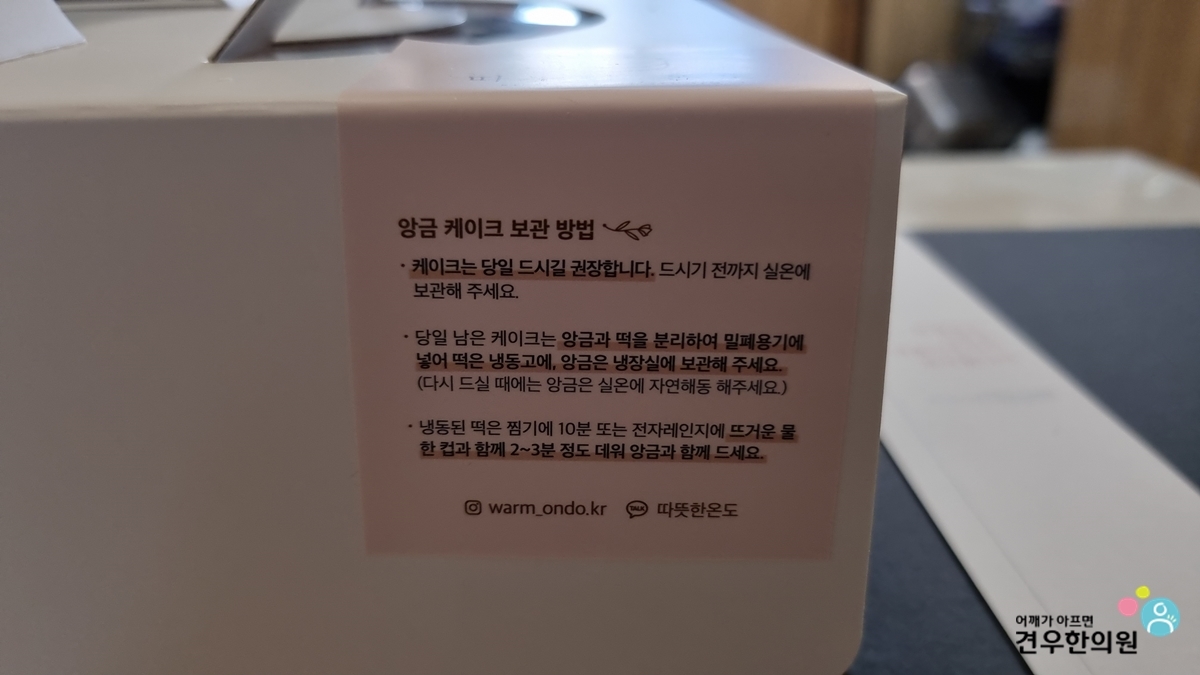 앙금 케이크 보관 방법
· 케이크는 당일 드시길 권장합니다. 드시기 전까지 실온에
보관해 주세요.
· 당일 남은 케이크는 앙금과 떡을 분리하여 밀폐용기에
넣어 떡은 냉동고에, 앙금은 냉장실에 보관해 주세요.
(다시 드실 때에는 앙금은 실온에 자연해동 해주세요.)
· 냉동된 떡은 찜기에 10분 또는 전자레인지에 뜨거운 물
한 컵과 함께 2~3분 정도 데워 앙금과 함께 드세요.
warm_ondo.kr TALK 따뜻한온도
어깨가 아프면
견우한의원